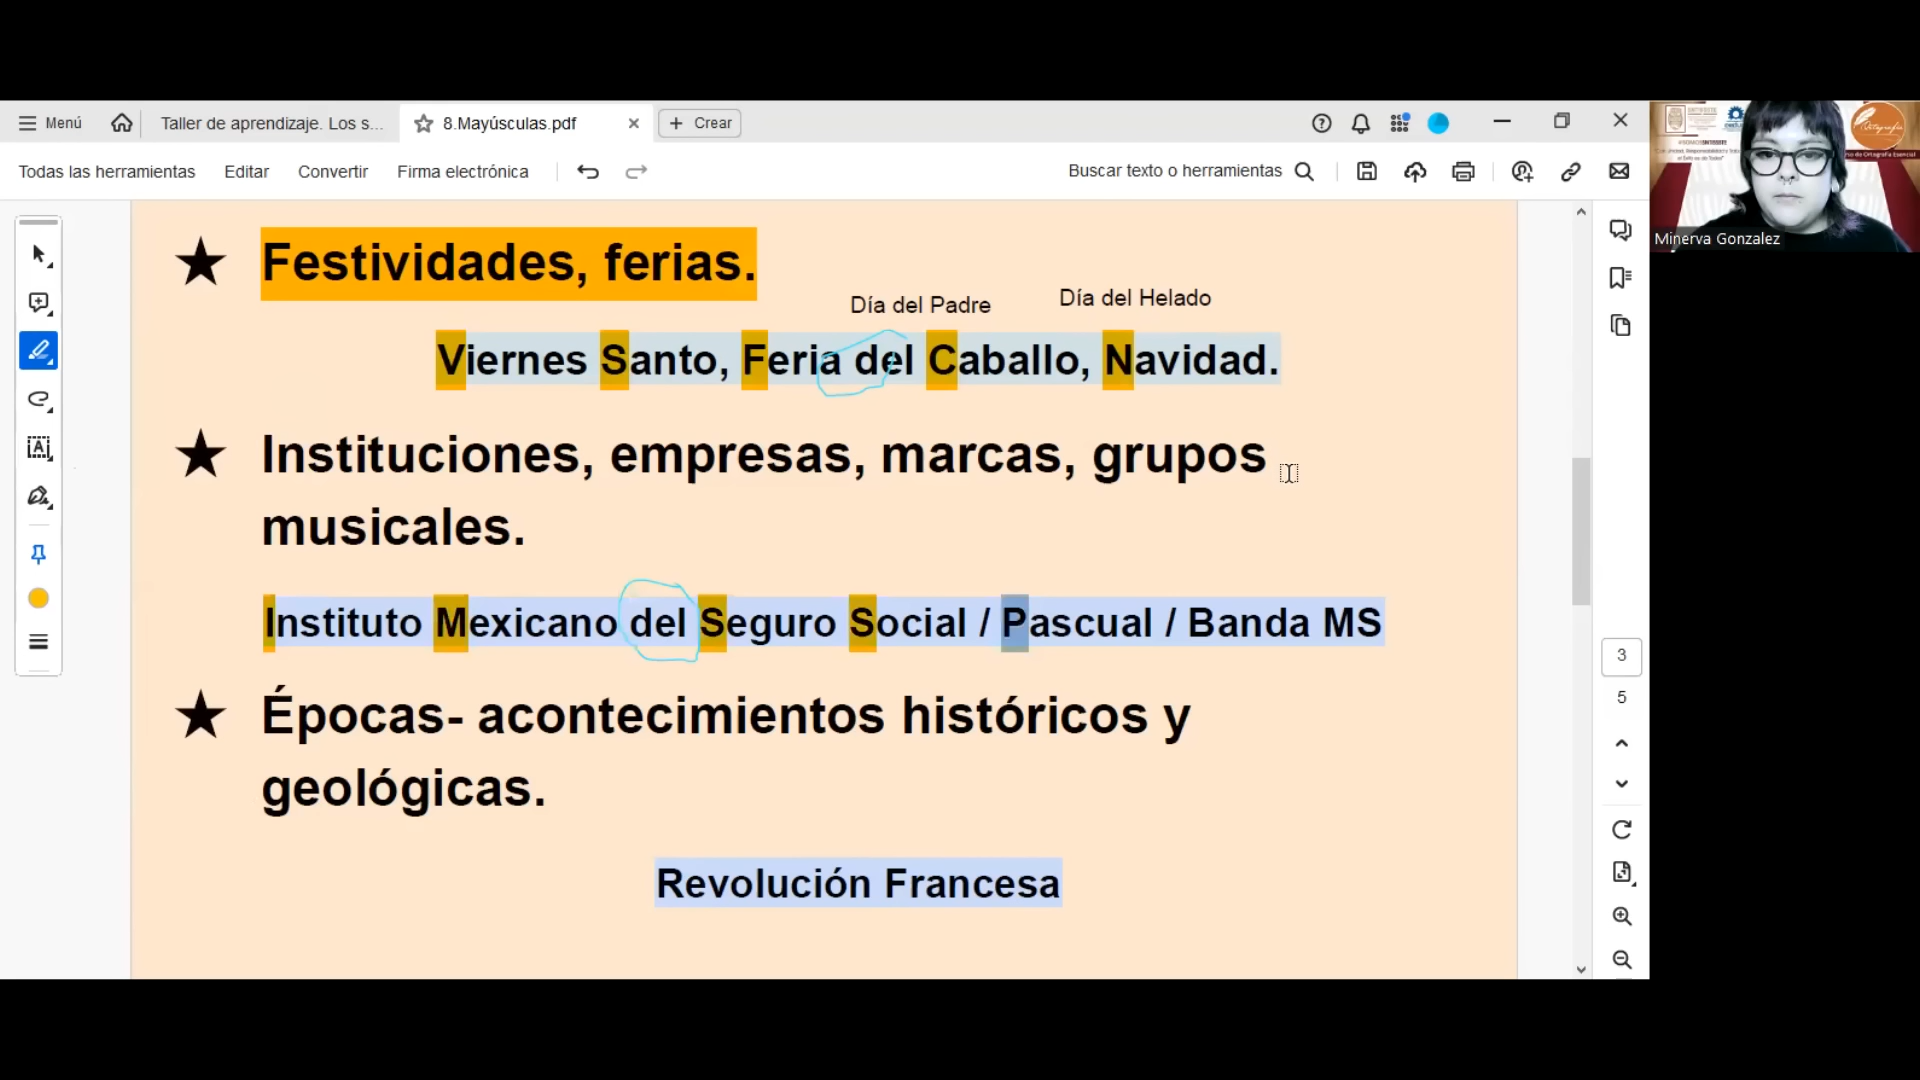 Menú
Taller de aprendizaje. Los s...
8.Mayúsculas.pdf
Crear
Todas las herramientas
Editar
Convertir
Firma electrónica
Buscar texto o herramientas
Minerva Gonzalez
Festividades, ferias.
Día del Padre
Día del Helado
Viernes Santo, Feria del Caballo, Navidad.
Instituciones, empresas, marcas, grupos
musicales.
Instituto Mexicano del Seguro Social / Pascual / Banda MS
Épocas- acontecimientos históricos y
geológicas.
Revolución Francesa
3
5